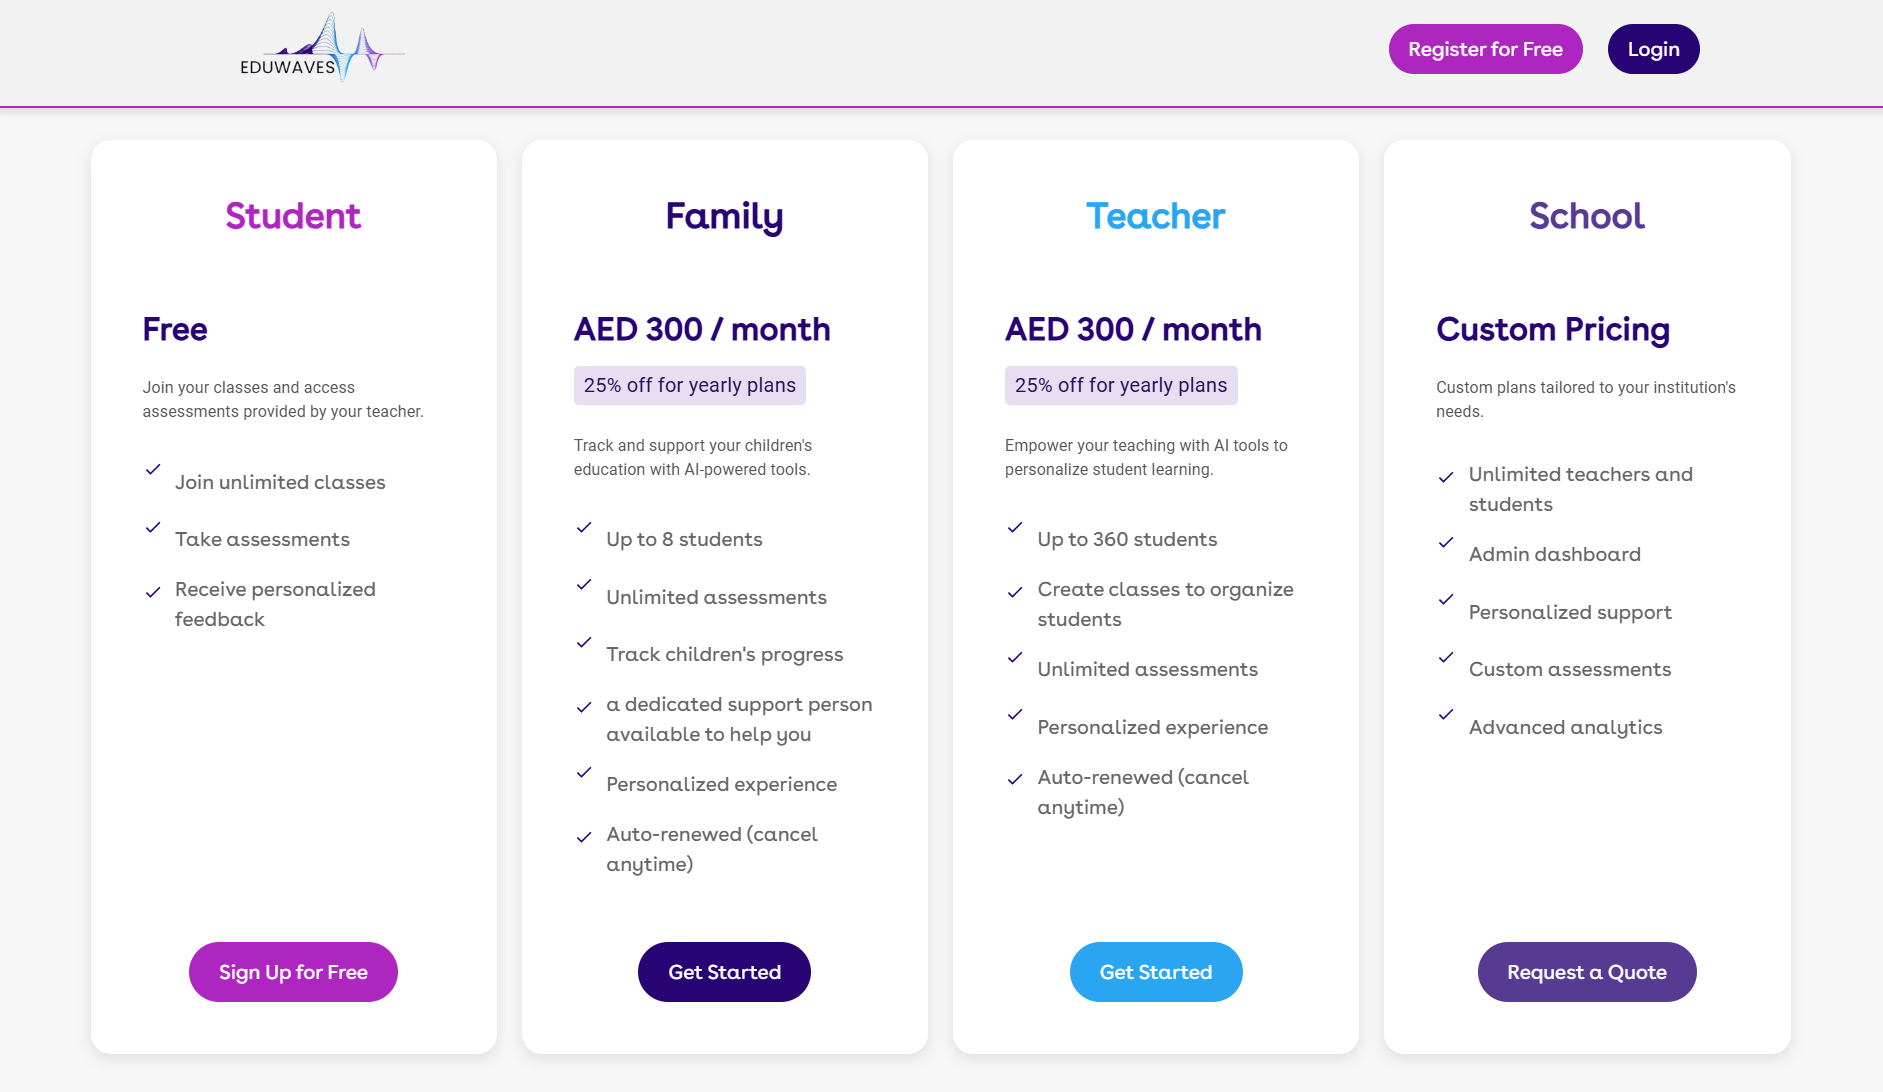 EDUWAVES
Register for Free
Login
Student
Free
Join your classes and access
assessments provided by your teacher.
Join unlimited classes
Take assessments
Receive personalized
feedback
Sign Up for Free
Family
AED 300 / month
25% off for yearly plans
Track and support your children's
education with AI-powered tools.
Up to 8 students
Unlimited assessments
Track children's progress
a dedicated support person
available to help you
Personalized experience
Auto-renewed (cancel
anytime)
Get Started
Teacher
AED 300 / month
25% off for yearly plans
Empower your teaching with AI tools to
personalize student learning.
Up to 360 students
Create classes to organize
students
Unlimited assessments
Personalized experience
Auto-renewed (cancel
anytime)
Get Started
School
Custom Pricing
Custom plans tailored to your institution's
needs.
Unlimited teachers and
students
Admin dashboard
Personalized support
Custom assessments
Advanced analytics
Request a Quote